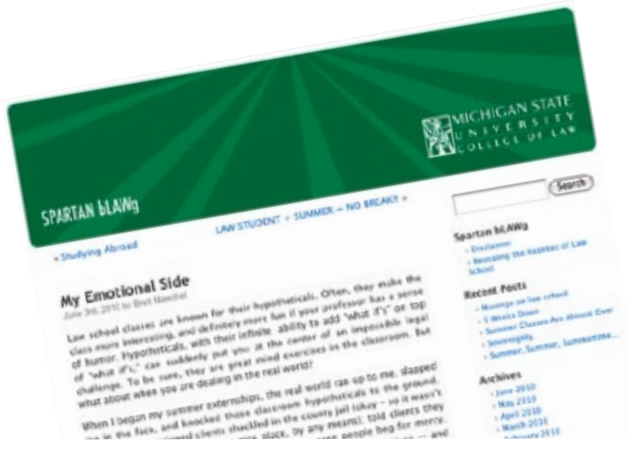 MICHIGAN STATE
UNIVERSITY
COLLEGE OF LAW
SPARTAN bLAWg
« Studying Abroad
LAW STUDENT + SUMMER = NO BREAK!! »
Search
My Emotional Side
June 3rd, 2010 by
Law school classes are known for their hypotheticals. Often, they make the
class more interesting, and definitely more fun if your professor has a sense
of humor. Hypotheticals, with their infinite ability to add "what if's" on top
of "what if's," can suddenly put you at the center of an impossible legal
challenge. To be sure, they are great mind exercises in the classroom. But
what about when you are dealing in the real world?
When I began my summer externships, the real world ran up to me, slapped
me in the face, and knocked those classroom hypotheticals to the ground.
clients shackled in the county jail – so it wasn't
place, by any means), told clients they
people beg for mercy,
and
Spartan bLAWg
Disclaimer
Revealing the Realness of Law
School
Recent Posts
Musings on law school
5 Weeks Down
Summer Classes Are Almost Over
Sovereignty
Summer, Summer, Summertime...
Archives
June 2010
May 2010
April 2010
March 2010
February 2010